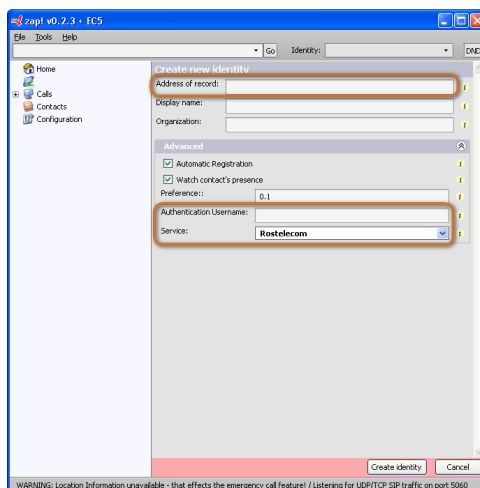 zap! v0.2.3 + EC5
File Tools Help
Go Identity: DND
Home
Calls
Contacts
Configuration
Create new identity
Address of record:
Display name:
Organization:
Advanced
Automatic Registration
Watch contact's presence
Preference:: 0.1
Authentication Username:
Service: Rostelecom
Create identity Cancel
WARNING: Location Information unavailable - that effects the emergency call feature! / Listening for UDP/TCP SIP traffic on port 5060